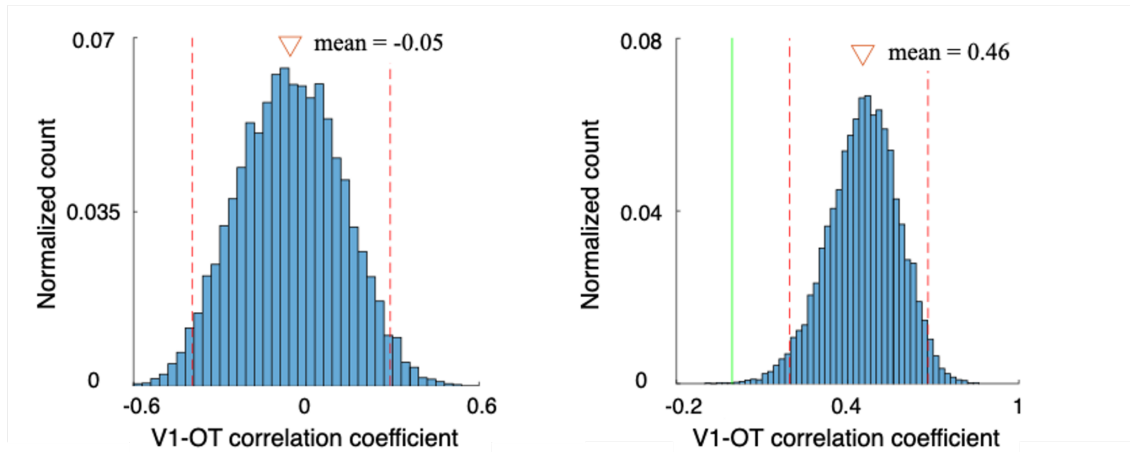 0.07
mean = -0.05
Normalized count
0.035
0
-0.6
0
0.6
V1-OT correlation coefficient
0.08
mean = 0.46
Normalized count
0.04
0
-0.2
0.4
1
V1-OT correlation coefficient